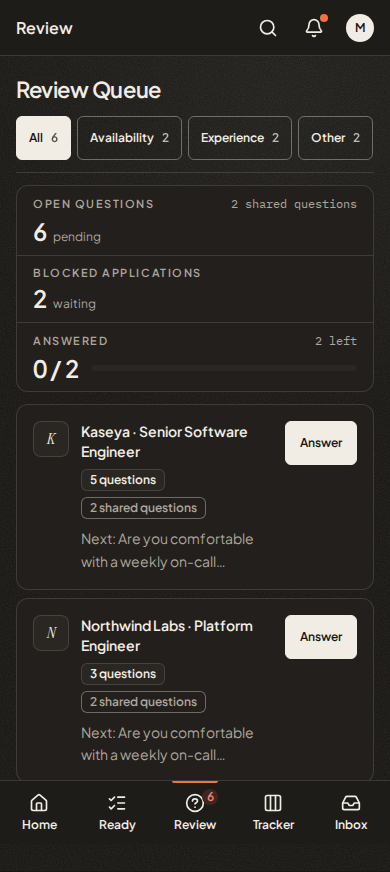 Review
M
Review Queue
All 6
Availability 2
Experience 2
Other 2
OPEN QUESTIONS
2 shared questions
6 pending
BLOCKED APPLICATIONS
2 waiting
ANSWERED
2 left
0/2
K
Kaseya · Senior Software
Engineer
Answer
5 questions
2 shared questions
Next: Are you comfortable
with a weekly on-call…
N
Northwind Labs · Platform
Engineer
Answer
3 questions
2 shared questions
Next: Are you comfortable
with a weekly on-call…
6
Home
Ready
Review
Tracker
Inbox